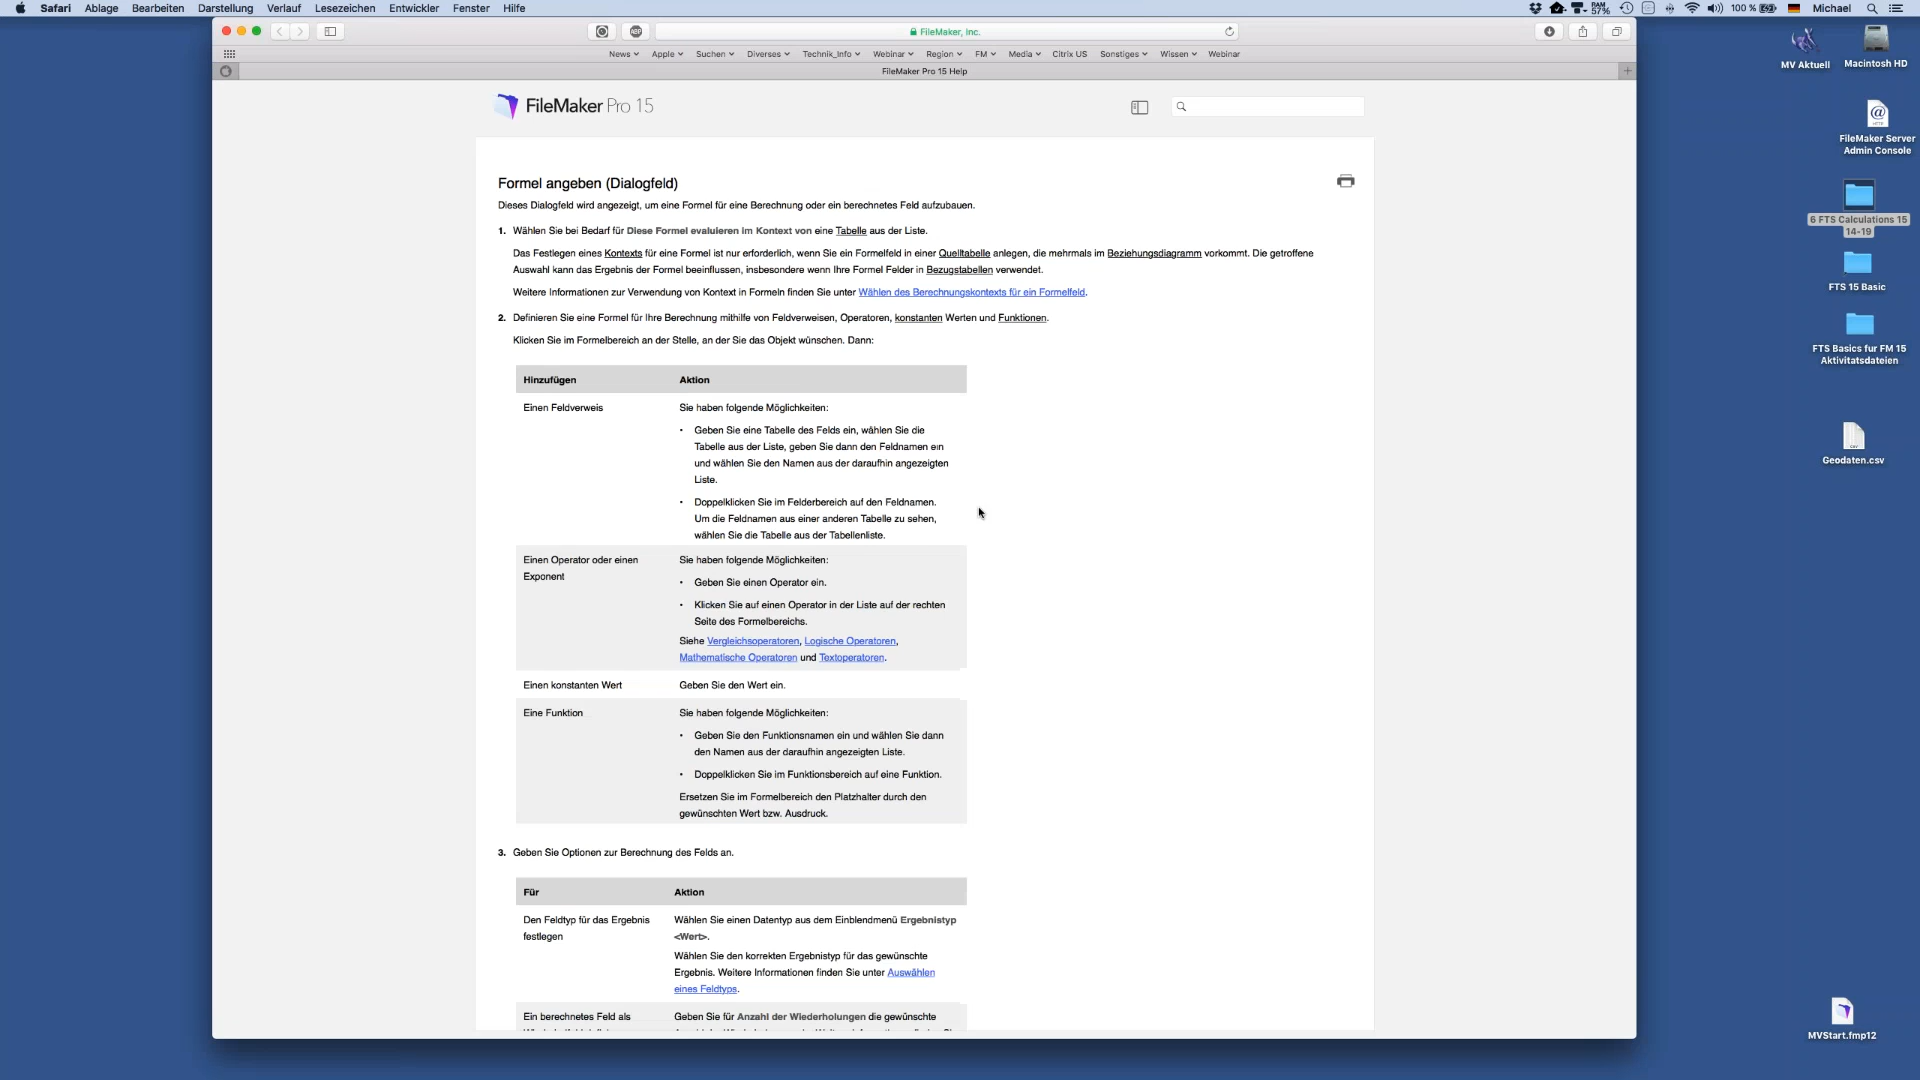 Safari Ablage Bearbeiten Darstellung Verlauf Lesezeichen Entwickler Fenster Hilfe
RAM 57% 100 % Michael
FileMaker, Inc.
ABP
News Apple Suchen Diverses Technik_Info Webinar Region FM Media Citrix US Sonstiges Wissen Webinar
FileMaker Pro 15 Help
FileMaker Pro 15
Formel angeben (Dialogfeld)
Dieses Dialogfeld wird angezeigt, um eine Formel für eine Berechnung oder ein berechnetes Feld aufzubauen.
1. Wählen Sie bei Bedarf für Diese Formel evaluieren im Kontext von eine Tabelle aus der Liste.
Das Festlegen eines Kontexts für eine Formel ist nur erforderlich, wenn Sie ein Formelfeld in einer Quelltabelle anlegen, die mehrmals im Beziehungsdiagramm vorkommt. Die getroffene
Auswahl kann das Ergebnis der Formel beeinflussen, insbesondere wenn Ihre Formel Felder in Bezugstabellen verwendet.
Weitere Informationen zur Verwendung von Kontext in Formeln finden Sie unter Wählen des Berechnungskontexts für ein Formelfeld.
2. Definieren Sie eine Formel für Ihre Berechnung mithilfe von Feldverweisen, Operatoren, konstanten Werten und Funktionen.
Klicken Sie im Formelbereich an der Stelle, an der Sie das Objekt wünschen. Dann:
Hinzufügen Aktion
Einen Feldverweis Sie haben folgende Möglichkeiten:
• Geben Sie eine Tabelle des Felds ein, wählen Sie die
Tabelle aus der Liste, geben Sie dann den Feldnamen ein
und wählen Sie den Namen aus der daraufhin angezeigten
Liste.
• Doppelklicken Sie im Felderbereich auf den Feldnamen.
Um die Feldnamen aus einer anderen Tabelle zu sehen,
wählen Sie die Tabelle aus der Tabellenliste.
Einen Operator oder einen Sie haben folgende Möglichkeiten:
Exponent
• Geben Sie einen Operator ein.
• Klicken Sie auf einen Operator in der Liste auf der rechten
Seite des Formelbereichs.
Siehe Vergleichsoperatoren, Logische Operatoren,
Mathematische Operatoren und Textoperatoren.
Einen konstanten Wert Geben Sie den Wert ein.
Eine Funktion Sie haben folgende Möglichkeiten:
• Geben Sie den Funktionsnamen ein und wählen Sie dann
den Namen aus der daraufhin angezeigten Liste.
• Doppelklicken Sie im Funktionsbereich auf eine Funktion.
Ersetzen Sie im Formelbereich den Platzhalter durch den
gewünschten Wert bzw. Ausdruck.
3. Geben Sie Optionen zur Berechnung des Felds an.
Für Aktion
Den Feldtyp für das Ergebnis Wählen Sie einen Datentyp aus dem Einblendmenü Ergebnistyp
festlegen <Wert>.
Wählen Sie den korrekten Ergebnistyp für das gewünschte
Ergebnis. Weitere Informationen finden Sie unter Auswählen
eines Feldtyps.
Ein berechnetes Feld als Geben Sie für Anzahl der Wiederholungen die gewünschte
MV Aktuell
Macintosh HD
FileMaker Server
Admin Console
6 FTS Calculations 15
14-19
FTS 15 Basic
FTS Basics fur FM 15
Aktivitatsdateien
Geodaten.csv
MVStart.fmp12